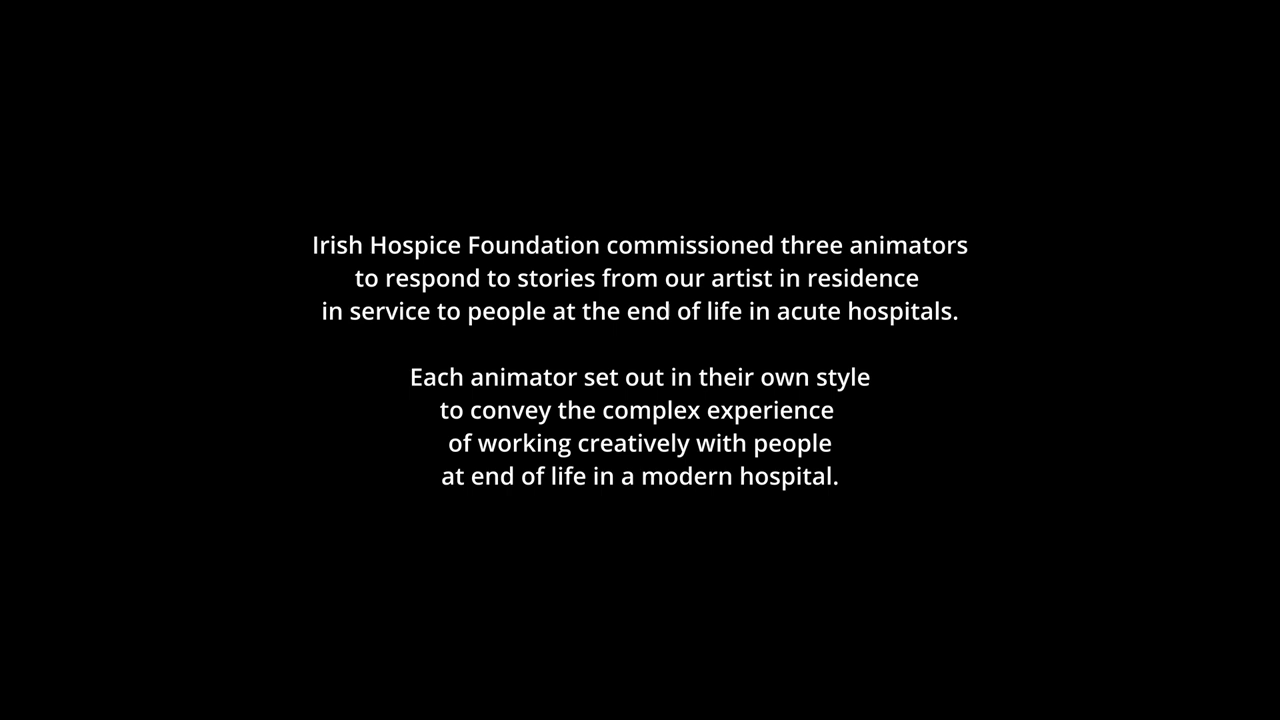 Irish Hospice Foundation commissioned three animators
to respond to stories from our artist in residence
in service to people at the end of life in acute hospitals.
Each animator set out in their own style
to convey the complex experience
of working creatively with people
at end of life in a modern hospital.